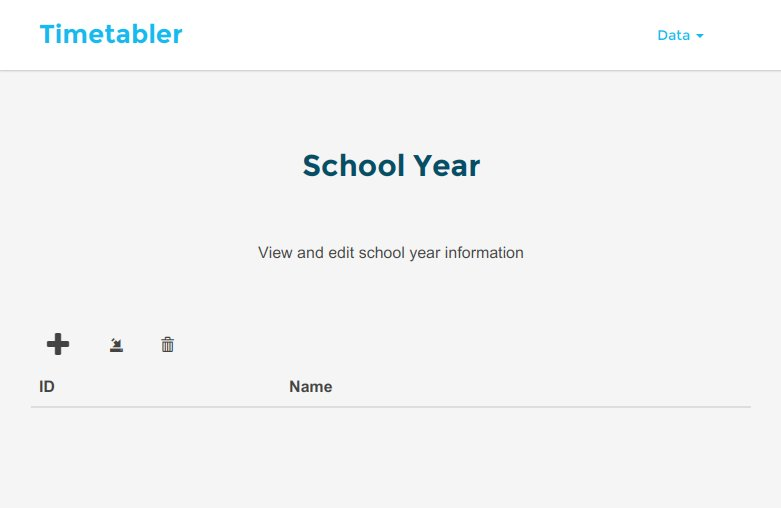 Timetabler
Data
School Year
View and edit school year information
ID Name